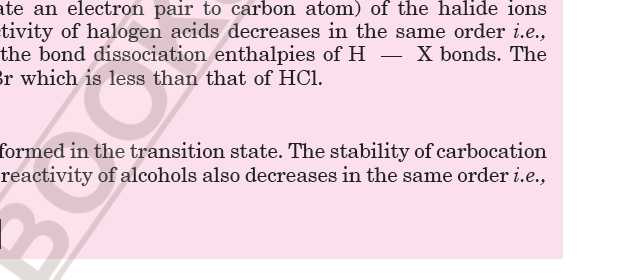 ate an electron pair to carbon atom) of the halide ions
tivity of halogen acids decreases in the same order i.e.,
the bond dissociation enthalpies of H — X bonds. The
Br which is less than that of HCl.
formed in the transition state. The stability of carbocation
reactivity of alcohols also decreases in the same order i.e.,
BOOKS